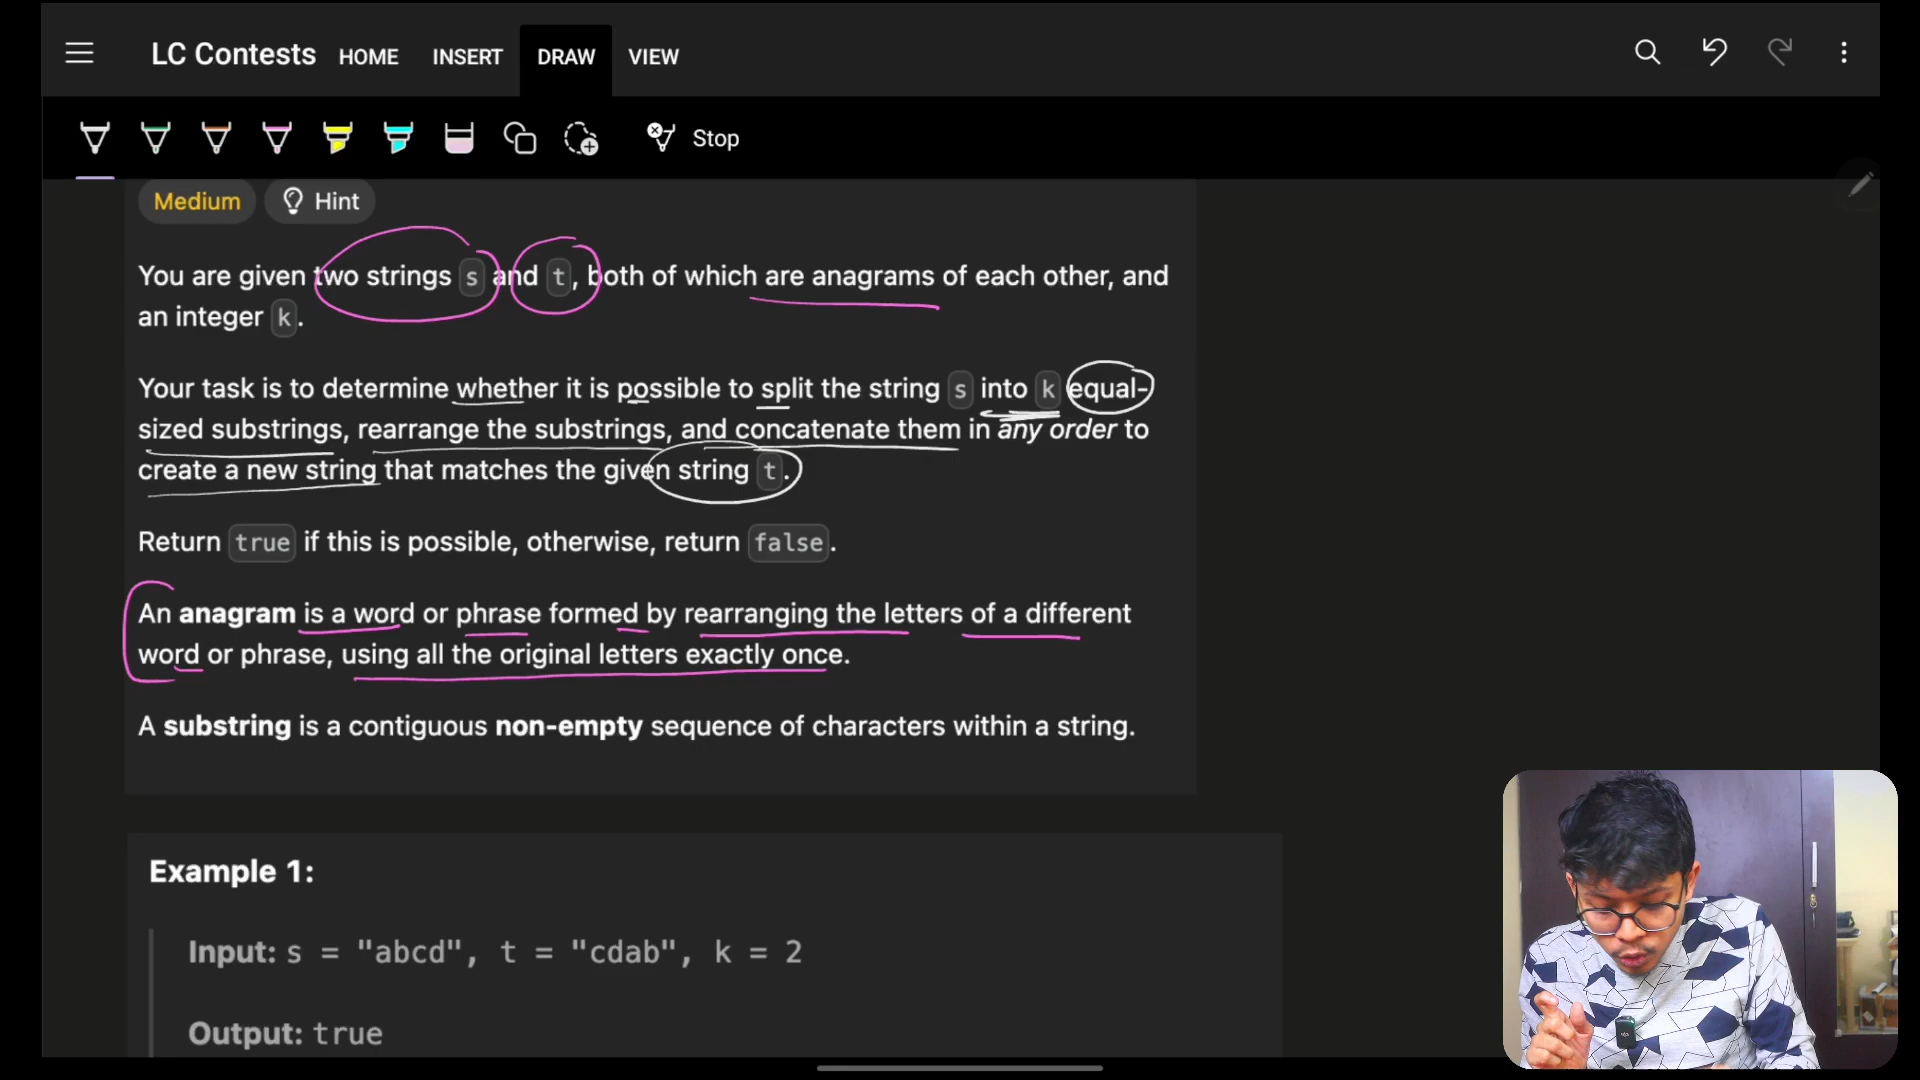 LC Contests HOME INSERT DRAW VIEW
Stop
Medium Hint
You are given two strings s and t, both of which are anagrams of each other, and
an integer k.
Your task is to determine whether it is possible to split the string s into k equal-
sized substrings, rearrange the substrings, and concatenate them in any order to
create a new string that matches the given string t.
Return true if this is possible, otherwise, return false.
An anagram is a word or phrase formed by rearranging the letters of a different
word or phrase, using all the original letters exactly once.
A substring is a contiguous non-empty sequence of characters within a string.
Example 1:
Input: s = "abcd", t = "cdab", k = 2
Output: true